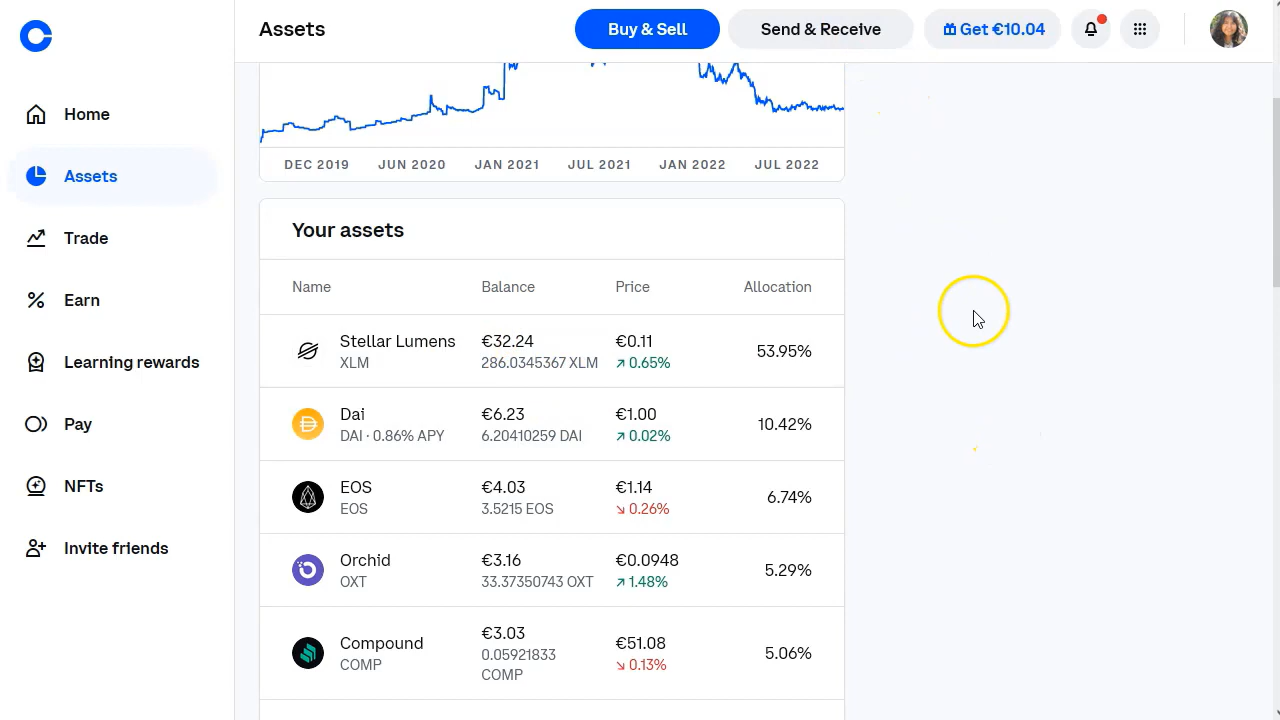 Assets
Buy & Sell
Send & Receive
Get €10.04
Home
Assets
Trade
Earn
Learning rewards
Pay
NFTs
Invite friends
DEC 2019 JUN 2020 JAN 2021 JUL 2021 JAN 2022 JUL 2022
Your assets
Name Balance Price Allocation
Stellar Lumens €32.24 €0.11 53.95%
XLM 286.0345367 XLM ↗ 0.65%
Dai €6.23 €1.00 10.42%
DAI · 0.86% APY 6.20410259 DAI ↗ 0.02%
EOS €4.03 €1.14 6.74%
EOS 3.5215 EOS ↘ 0.26%
Orchid €3.16 €0.0948 5.29%
OXT 33.37350743 OXT ↗ 1.48%
Compound €3.03 €51.08 5.06%
COMP 0.05921833 ↘ 0.13%
COMP